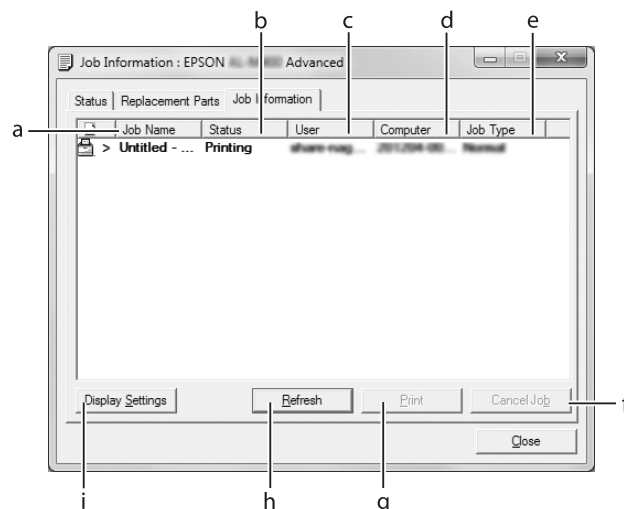 b c d e
Job Information : EPSON Advanced
Status Replacement Parts Job Information
a Job Name Status User Computer Job Type
> Untitled - ... Printing
Display Settings Refresh Print Cancel Job
f
Close
i h g